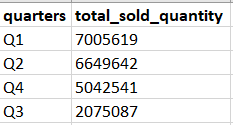 quarters total_sold_quantity
Q1 7005619
Q2 6649642
Q4 5042541
Q3 2075087